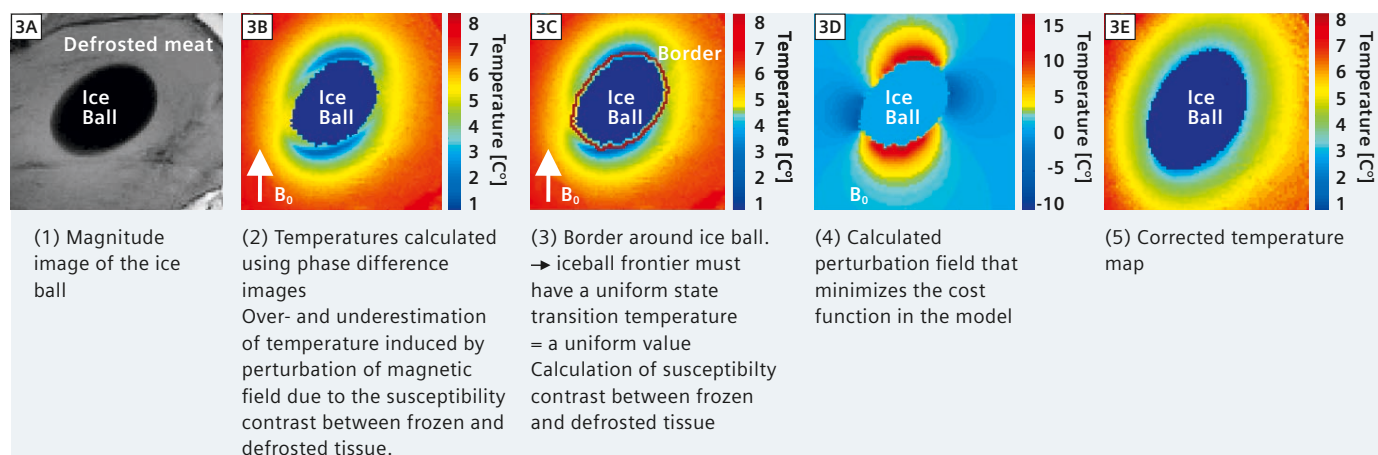 3A
Defrosted meat
Ice
Ball
3B
Ice
Ball
B₀
8
7
6
5
4
3
2
1
Temperature [C°]
3C
Border
Ice
Ball
B₀
8
7
6
5
4
3
2
1
Temperature [C°]
3D
Ice
Ball
B₀
15
10
5
0
-5
-10
Temperature [C°]
3E
Ice
Ball
8
7
6
5
4
3
2
1
Temperature [C°]
(1) Magnitude
image of the ice
ball
(2) Temperatures calculated
using phase difference
images
Over- and underestimation
of temperature induced by
perturbation of magnetic
field due to the susceptibility
contrast between frozen and
defrosted tissue.
(3) Border around ice ball.
→ iceball frontier must
have a uniform state
transition temperature
= a uniform value
Calculation of susceptibilty
contrast between frozen
and defrosted tissue
(4) Calculated
perturbation field that
minimizes the cost
function in the model
(5) Corrected temperature
map